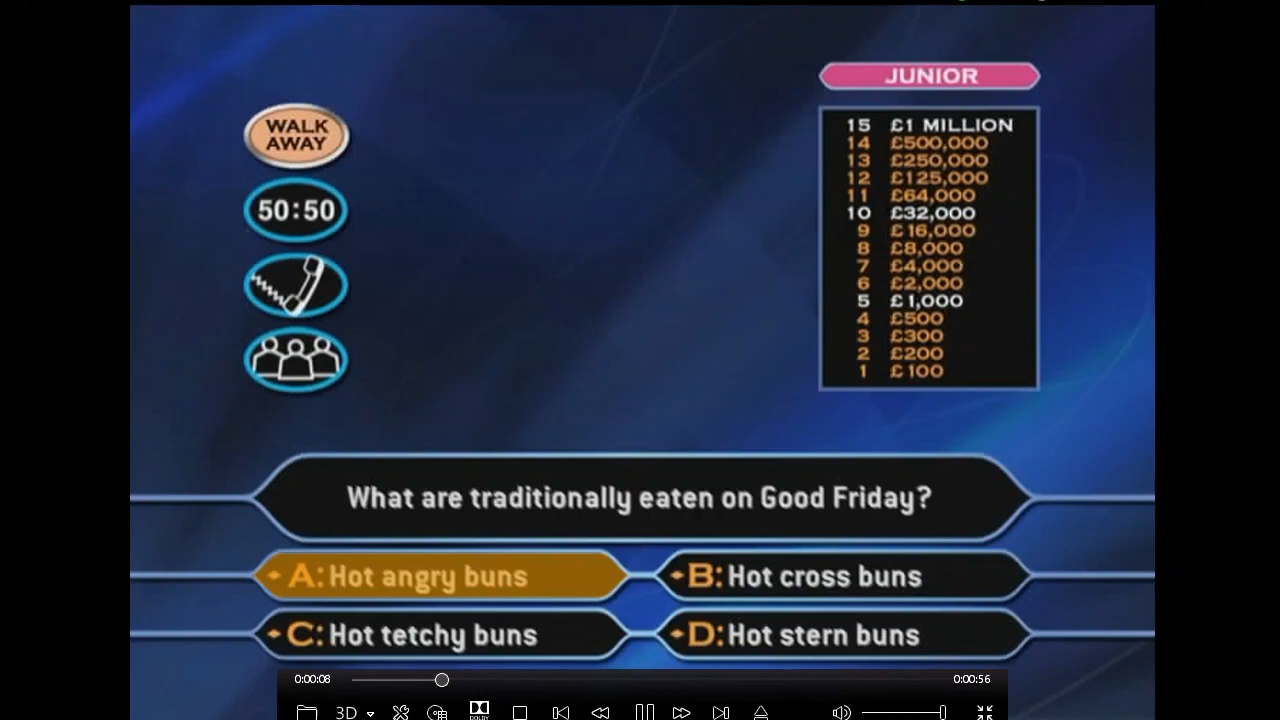 JUNIOR
WALK
AWAY
50:50
15 £1 MILLION
14 £500,000
13 £250,000
12 £125,000
11 £64,000
10 £32,000
9 £16,000
8 £8,000
7 £4,000
6 £2,000
5 £1,000
4 £500
3 £300
2 £200
1 £100
What are traditionally eaten on Good Friday?
A: Hot angry buns
B: Hot cross buns
C: Hot tetchy buns
D: Hot stern buns
0:00:08
0:00:56
3D
DOLBY